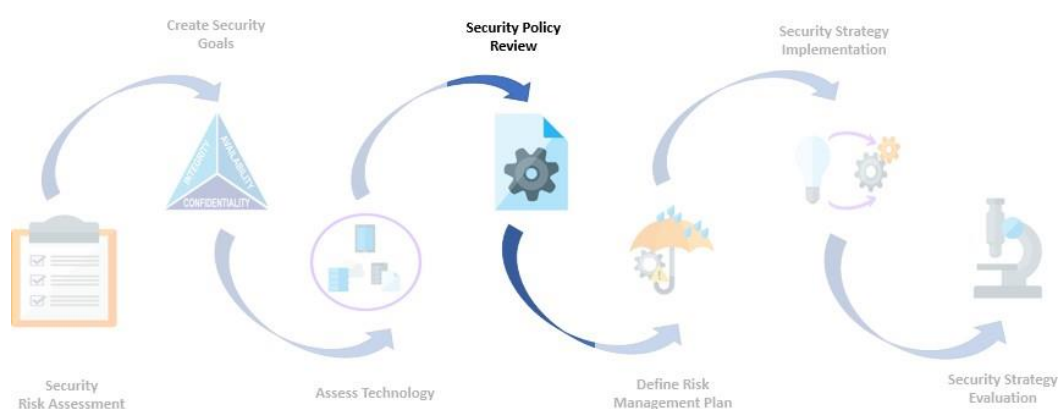 Create Security
Goals
Security Policy
Review
Security Strategy
Implementation
INTEGRITY
AVAILABILITY
CONFIDENTIALITY
Security
Risk Assessment
Assess Technology
Define Risk
Management Plan
Security Strategy
Evaluation